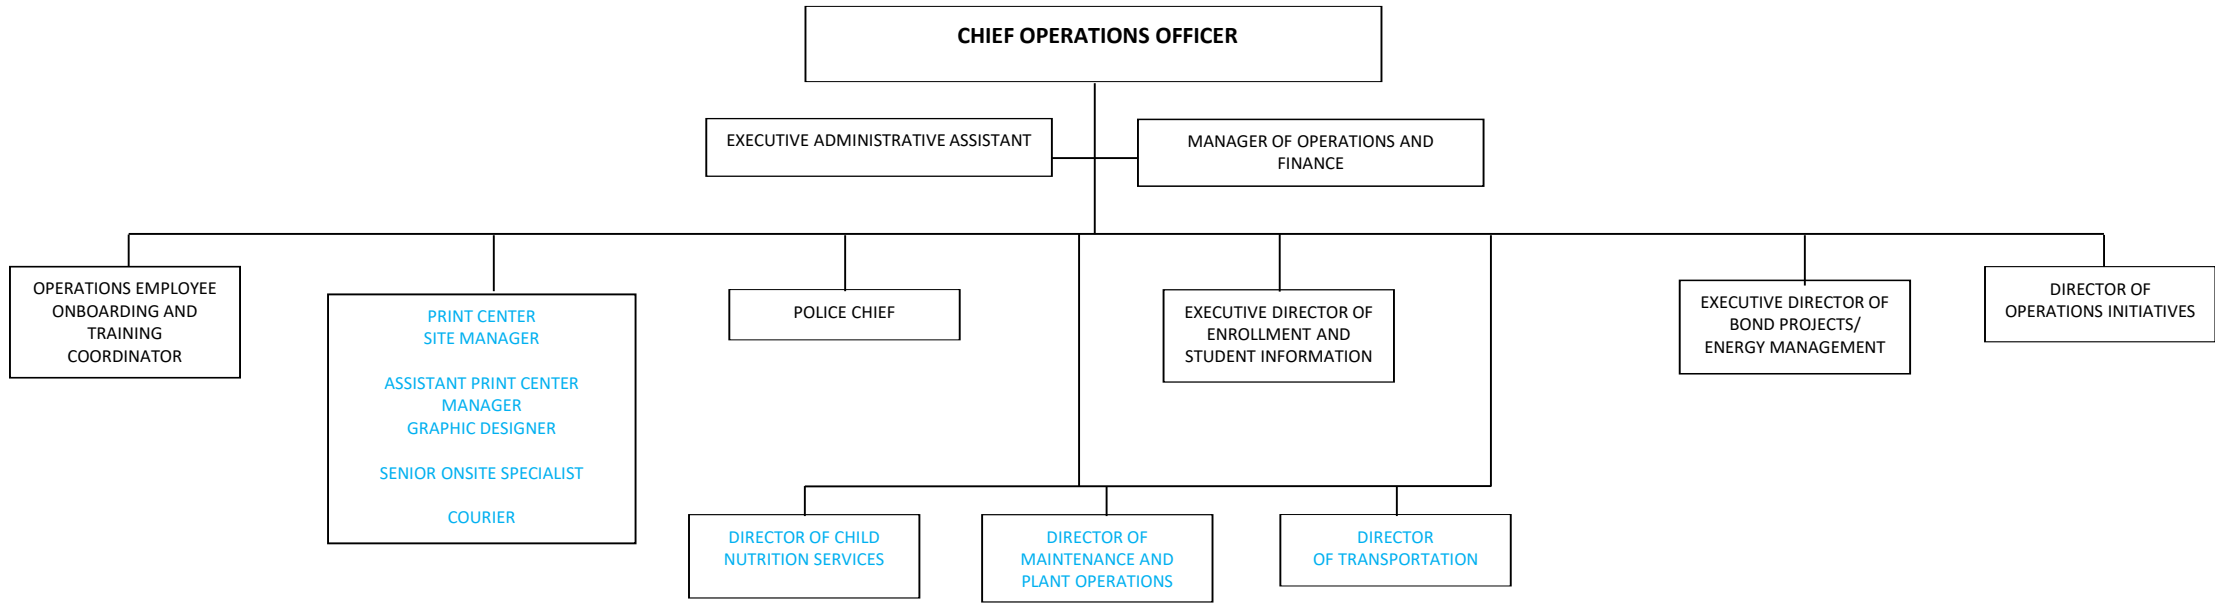 CHIEF OPERATIONS OFFICER
EXECUTIVE ADMINISTRATIVE ASSISTANT
MANAGER OF OPERATIONS AND
FINANCE
OPERATIONS EMPLOYEE
ONBOARDING AND
TRAINING
COORDINATOR
PRINT CENTER
SITE MANAGER
ASSISTANT PRINT CENTER
MANAGER
GRAPHIC DESIGNER
SENIOR ONSITE SPECIALIST
COURIER
POLICE CHIEF
EXECUTIVE DIRECTOR OF
ENROLLMENT AND
STUDENT INFORMATION
EXECUTIVE DIRECTOR OF
BOND PROJECTS/
ENERGY MANAGEMENT
DIRECTOR OF
OPERATIONS INITIATIVES
DIRECTOR OF CHILD
NUTRITION SERVICES
DIRECTOR OF
MAINTENANCE AND
PLANT OPERATIONS
DIRECTOR
OF TRANSPORTATION